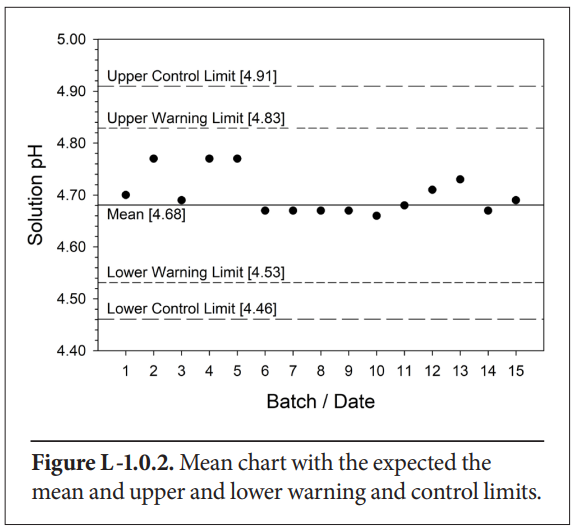 5.00
Upper Control Limit [4.91]
4.90
Upper Warning Limit [4.83]
4.80
4.70
Mean [4.68]
4.60
Lower Warning Limit [4.53]
4.50
Lower Control Limit [4.46]
4.40
Solution pH
1 2 3 4 5 6 7 8 9 10 11 12 13 14 15
Batch / Date
Figure L-1.0.2. Mean chart with the expected the
mean and upper and lower warning and control limits.